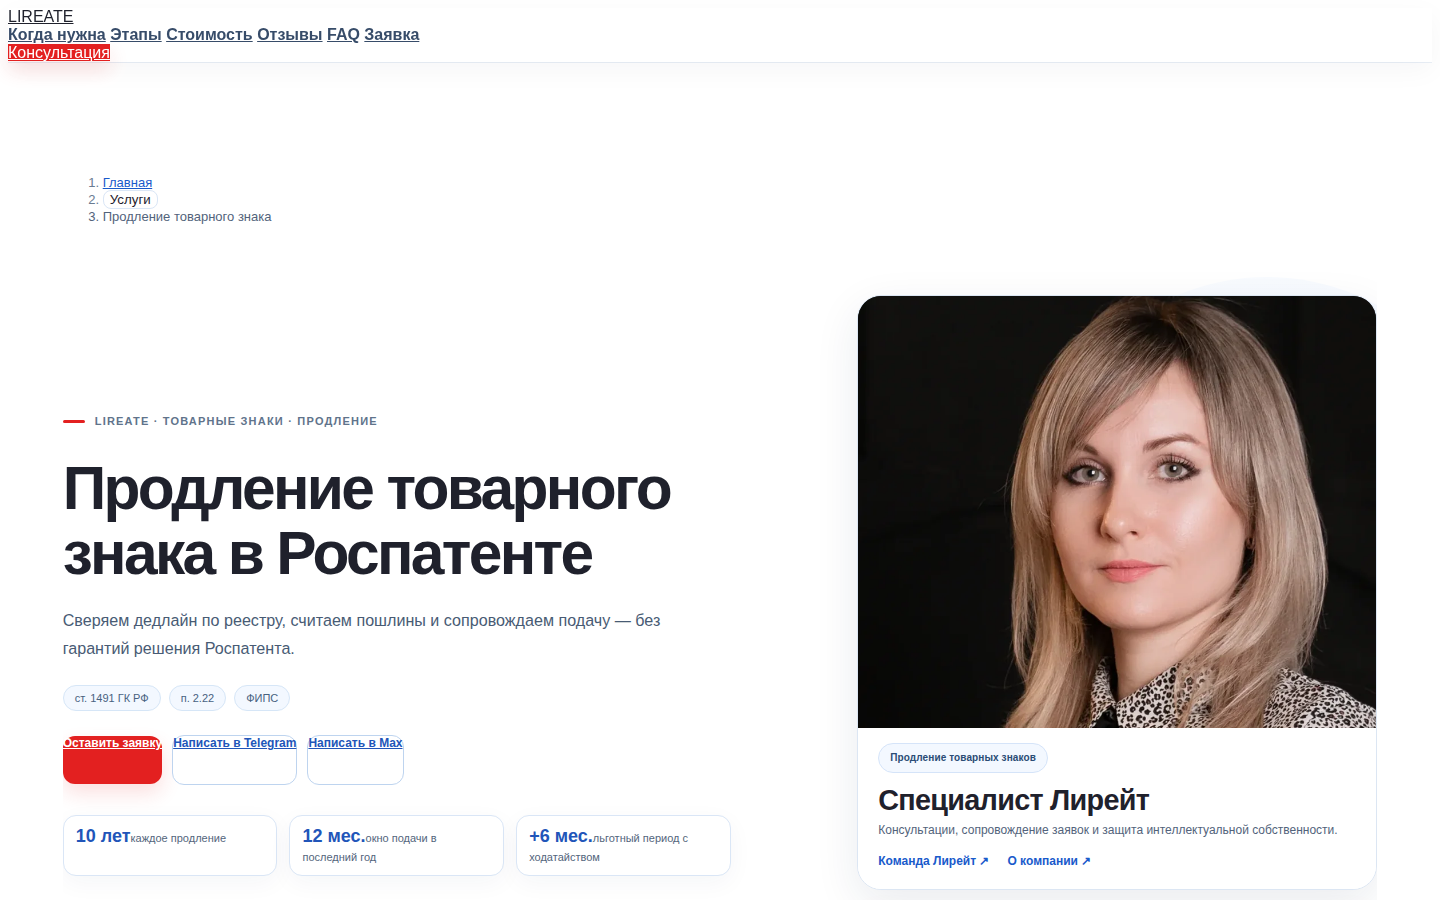 LIREATE
Когда нужна Этапы Стоимость Отзывы FAQ Заявка
Консультация
1. Главная
2. Услуги
3. Продление товарного знака
LIREATE · ТОВАРНЫЕ ЗНАКИ · ПРОДЛЕНИЕ
Продление товарного
знака в Роспатенте
Сверяем дедлайн по реестру, считаем пошлины и сопровождаем подачу — без
гарантий решения Роспатента.
ст. 1491 ГК РФ
п. 2.22
ФИПС
Оставить заявку
Написать в Telegram
Написать в Max
10 лет каждое продление
12 мес. окно подачи в
последний год
+6 мес. льготный период с
ходатайством
Продление товарных знаков
Специалист Лирейт
Консультации, сопровождение заявок и защита интеллектуальной собственности.
Команда Лирейт ↗ О компании ↗